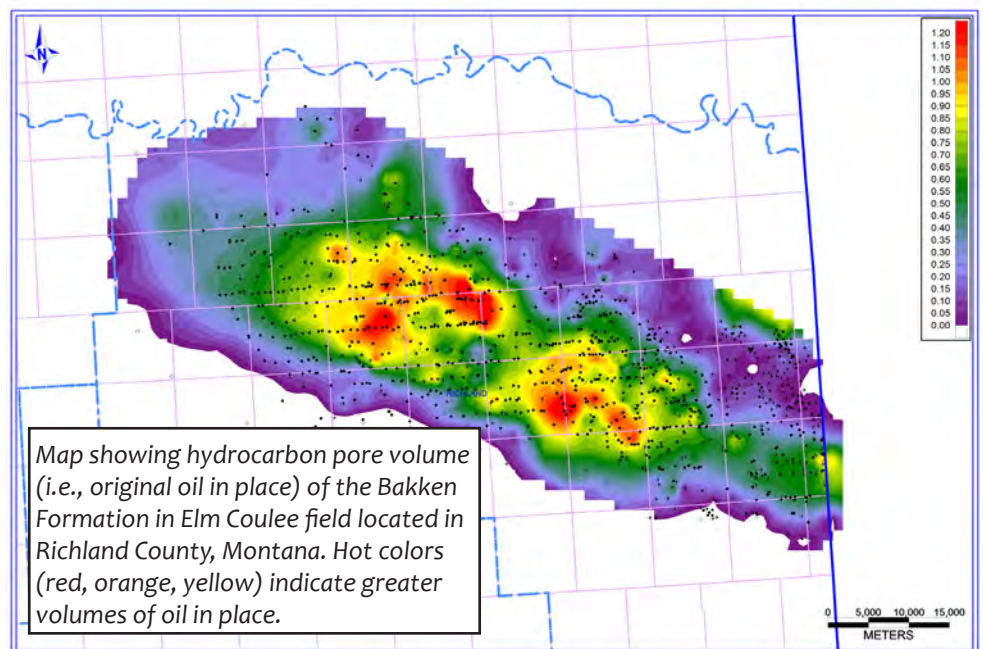 N
1.20
1.15
1.10
1.05
1.00
0.95
0.90
0.85
0.80
0.75
0.70
0.65
0.60
0.55
0.50
0.45
0.40
0.35
0.30
0.25
0.20
0.15
0.10
0.05
0.00
RICHLAND
Map showing hydrocarbon pore volume
(i.e., original oil in place) of the Bakken
Formation in Elm Coulee field located in
Richland County, Montana. Hot colors
(red, orange, yellow) indicate greater
volumes of oil in place.
0 5,000 10,000 15,000
METERS